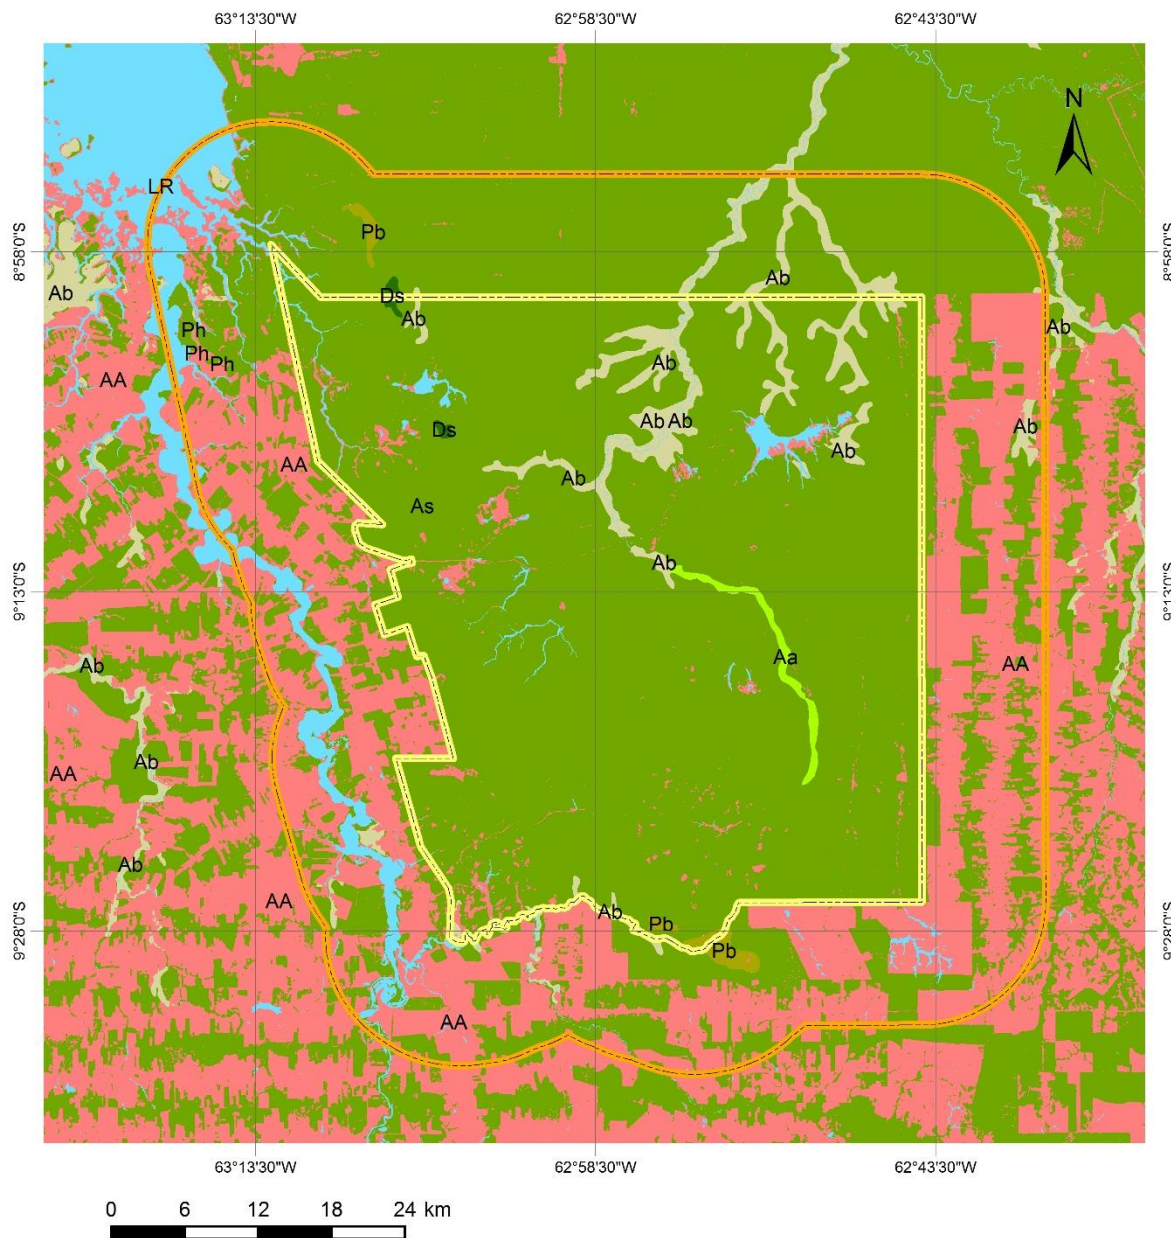 63°13'30"W 62°58'30"W 62°43'30"W
N
LR
Pb
8°58'0"S 8°58'0"S
Ab
Ab Ds
Ab
Ab
Ph
Ph
Ph
Ab
AA
Ab Ab
Ab
Ds
Ab
AA
Ab
As
Ab
9°13'0"S 9°13'0"S
Aa
AA
Ab
Ab
AA
Ab
AA
Ab
Pb
9°28'0"S 9°28'0"S
Pb
AA
63°13'30"W 62°58'30"W 62°43'30"W
0 6 12 18 24 km